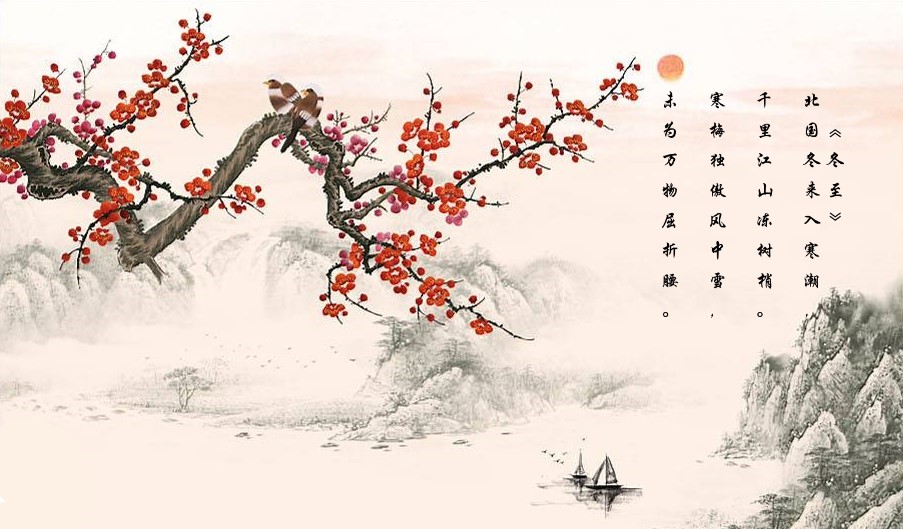 《冬至》
北国冬来入寒潮，
千里江山冻树梢。
寒梅独傲风中雪，
未为万物屈折腰。